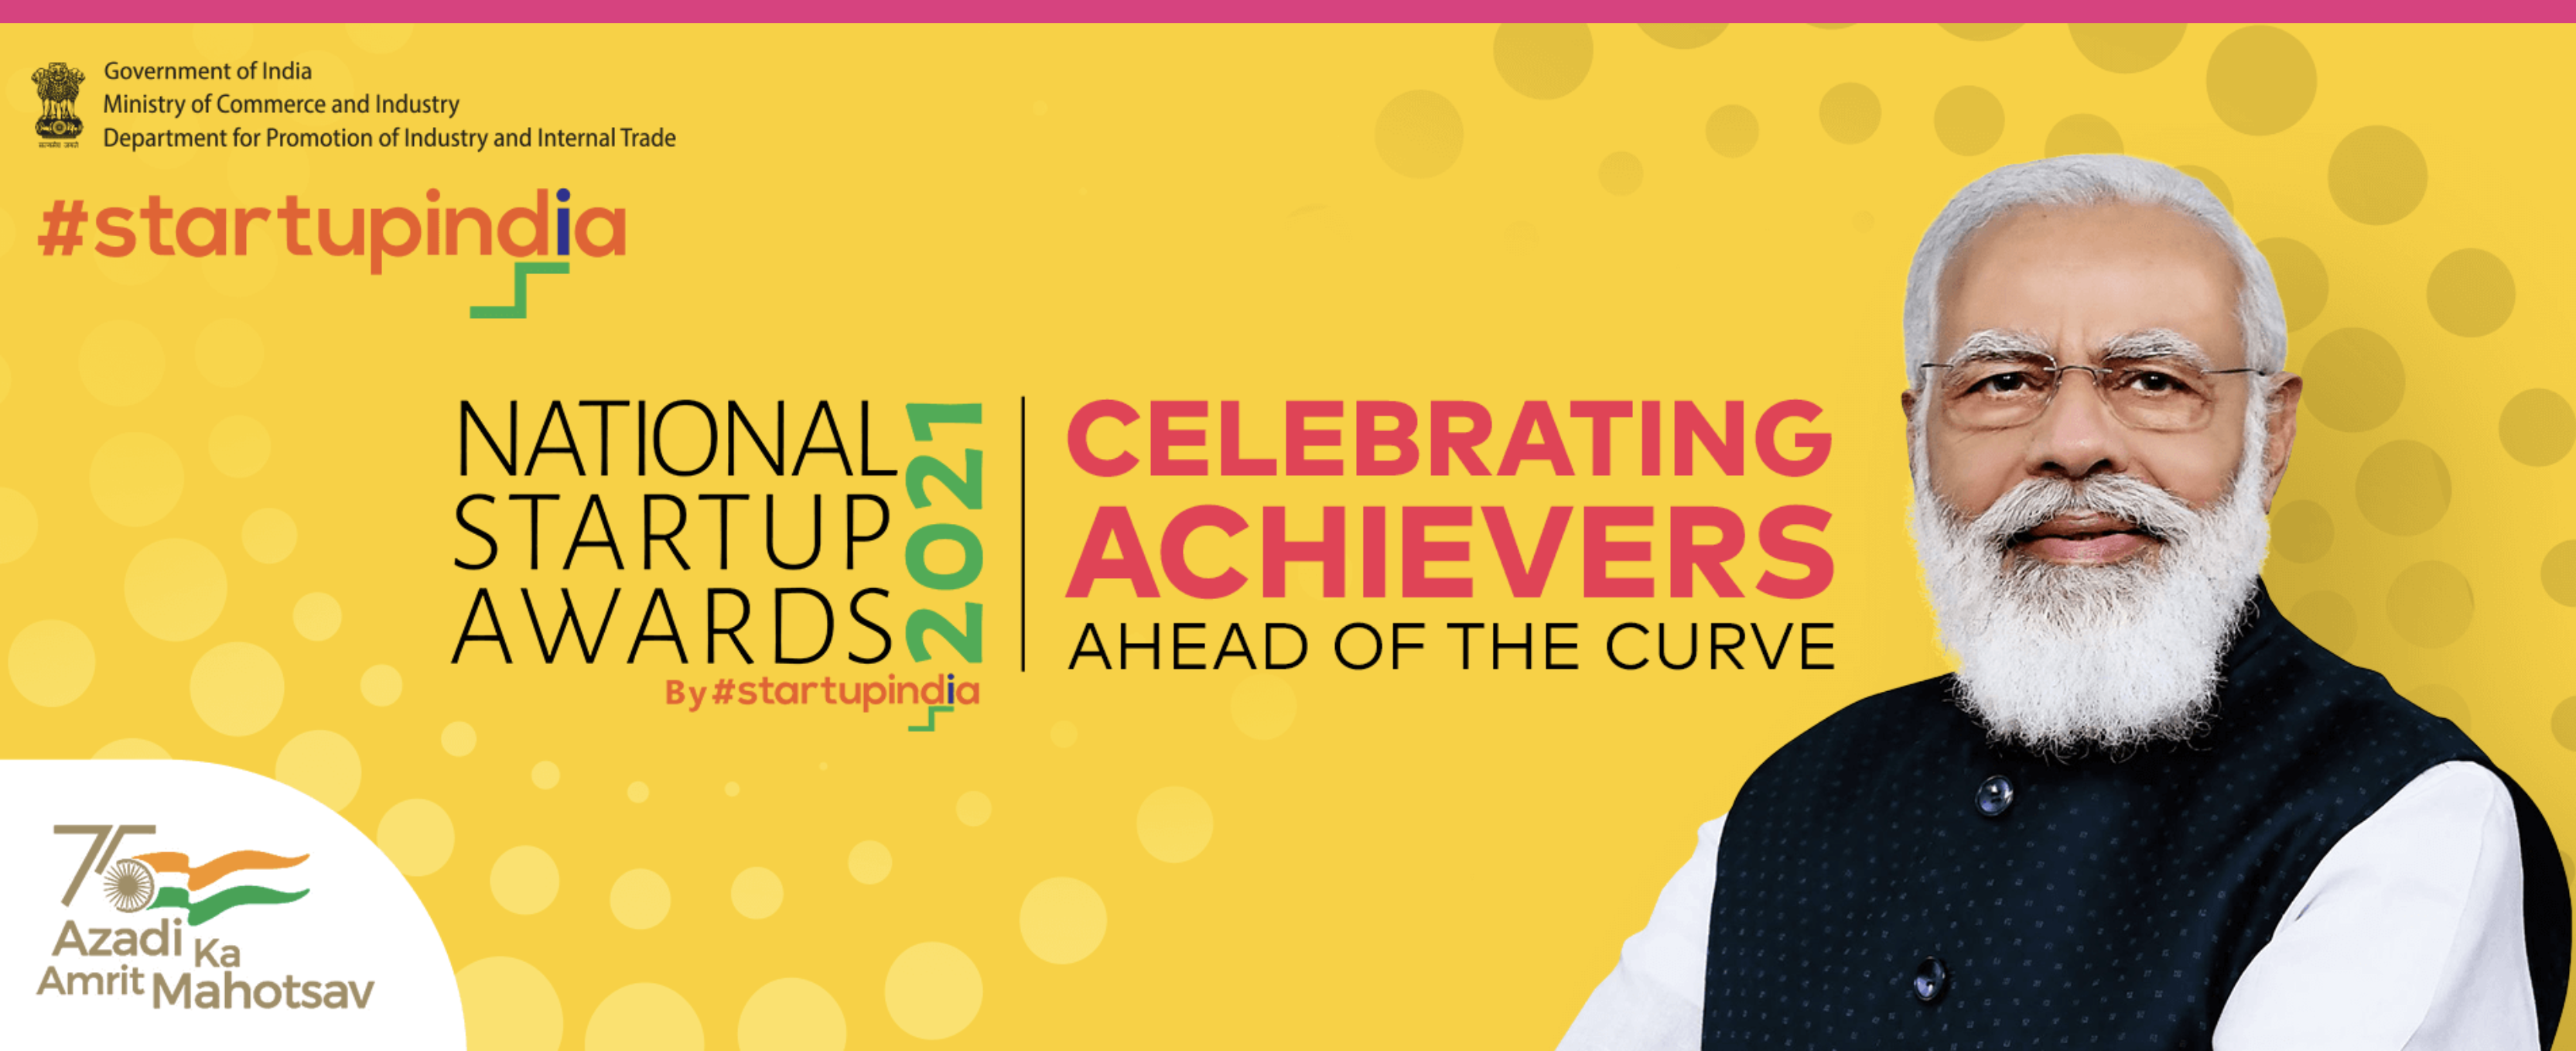 Government of India
Ministry of Commerce and Industry
Department for Promotion of Industry and Internal Trade
#startupindia
NATIONAL
STARTUP
AWARDS
2021
By #startupindia
CELEBRATING
ACHIEVERS
AHEAD OF THE CURVE
75
Azadi Ka
Amrit Mahotsav